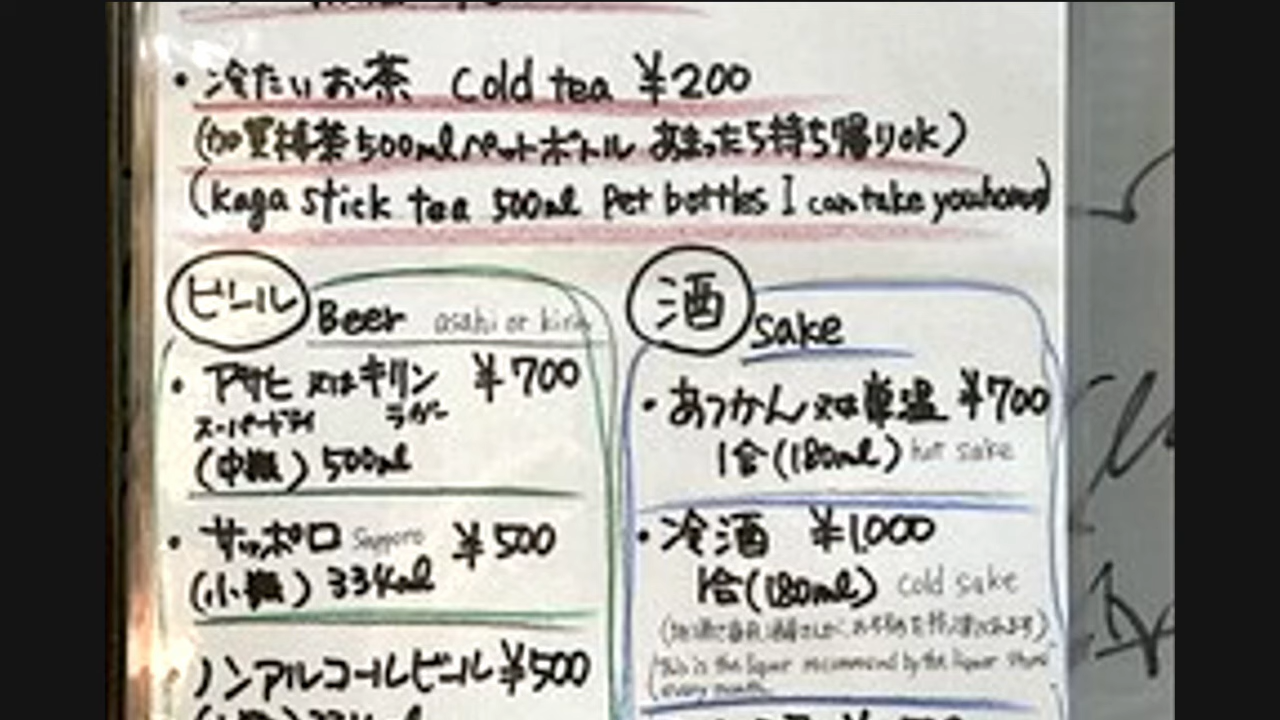 ・冷たいお茶 Cold tea ¥200
(加賀棒茶500mlペットボトル あまったら持ち帰りok)
(kaga stick tea 500ml Pet bottles I can take you home)
ビール Beer asahi or kirin
・アサヒ 又はキリン ¥700
スーパードライ ラガー
(中瓶) 500ml
・サッポロ Sapporo ¥500
(小瓶) 334ml
・ノンアルコールビール ¥500
334ml
酒 sake
・あつかん又は常温 ¥700
1合(180ml) hot sake
・冷酒 ¥1,000
1合(180ml) cold sake
(this is the liquor recommended by the liquor store
every month